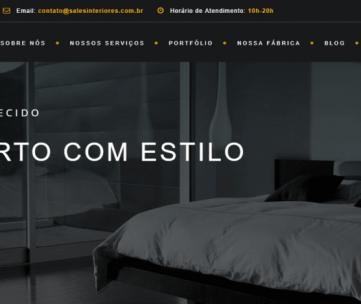 Email: contato@salesinteriores.com.br Horário de Atendimento: 10h-20h
SOBRE NÓS • NOSSOS SERVIÇOS • PORTFÓLIO • NOSSA FÁBRICA • BLOG •
ECIDO
RTO COM ESTILO